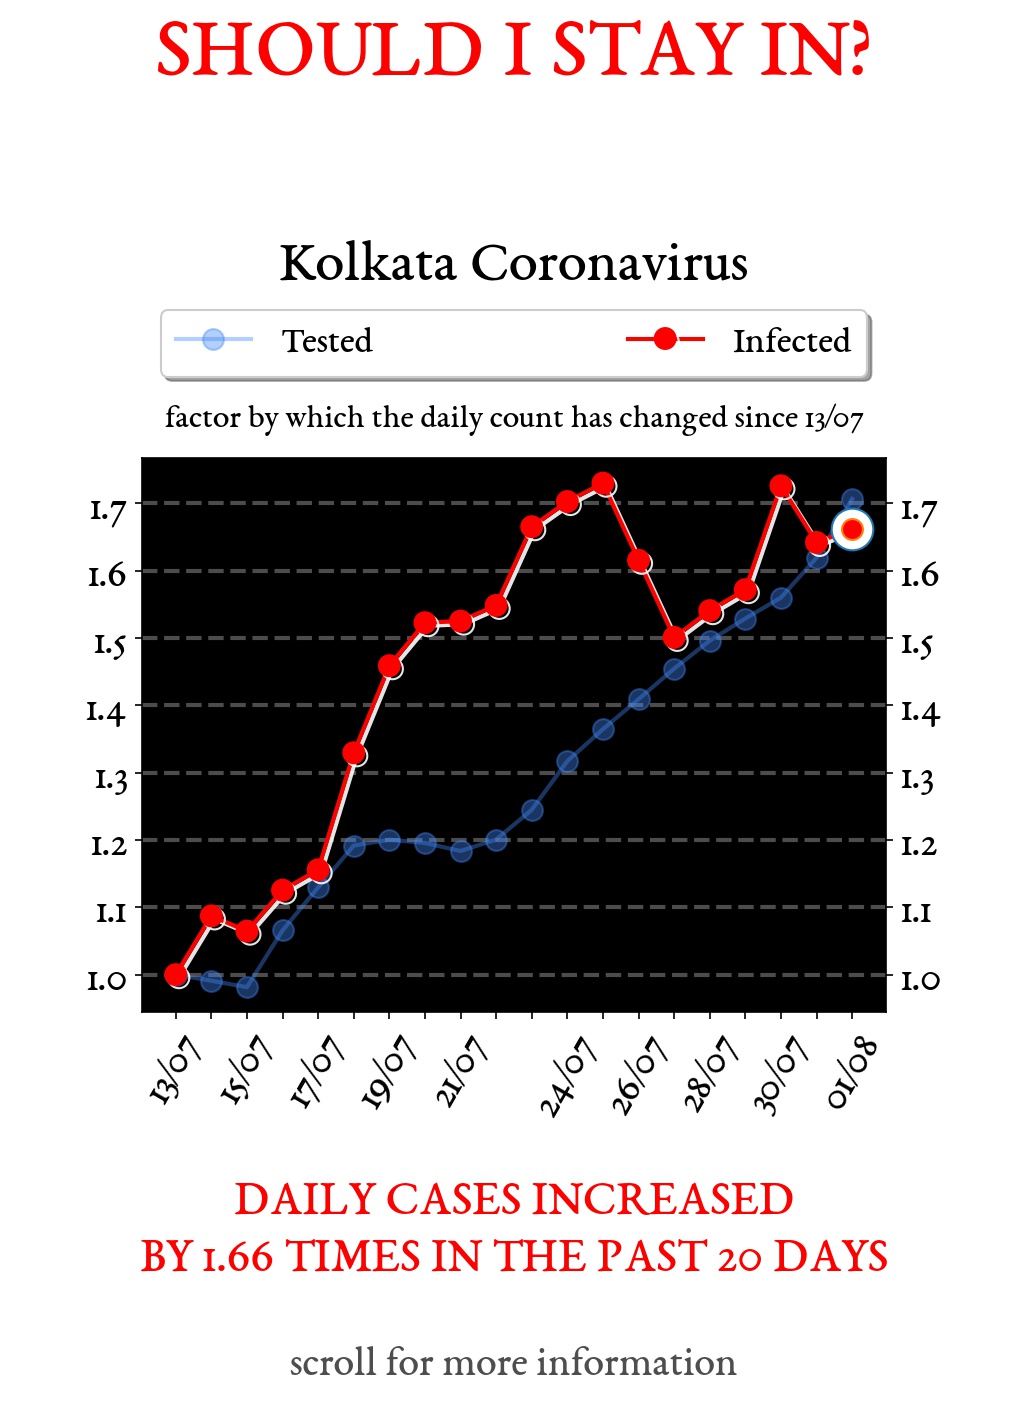 SHOULD I STAY IN?
Kolkata Coronavirus
Tested Infected
factor by which the daily count has changed since 13/07
1.7 1.7
1.6 1.6
1.5 1.5
1.4 1.4
1.3 1.3
1.2 1.2
1.1 1.1
1.0 1.0
13/07 15/07 17/07 19/07 21/07 24/07 26/07 28/07 30/07 01/08
DAILY CASES INCREASED
BY 1.66 TIMES IN THE PAST 20 DAYS
scroll for more information